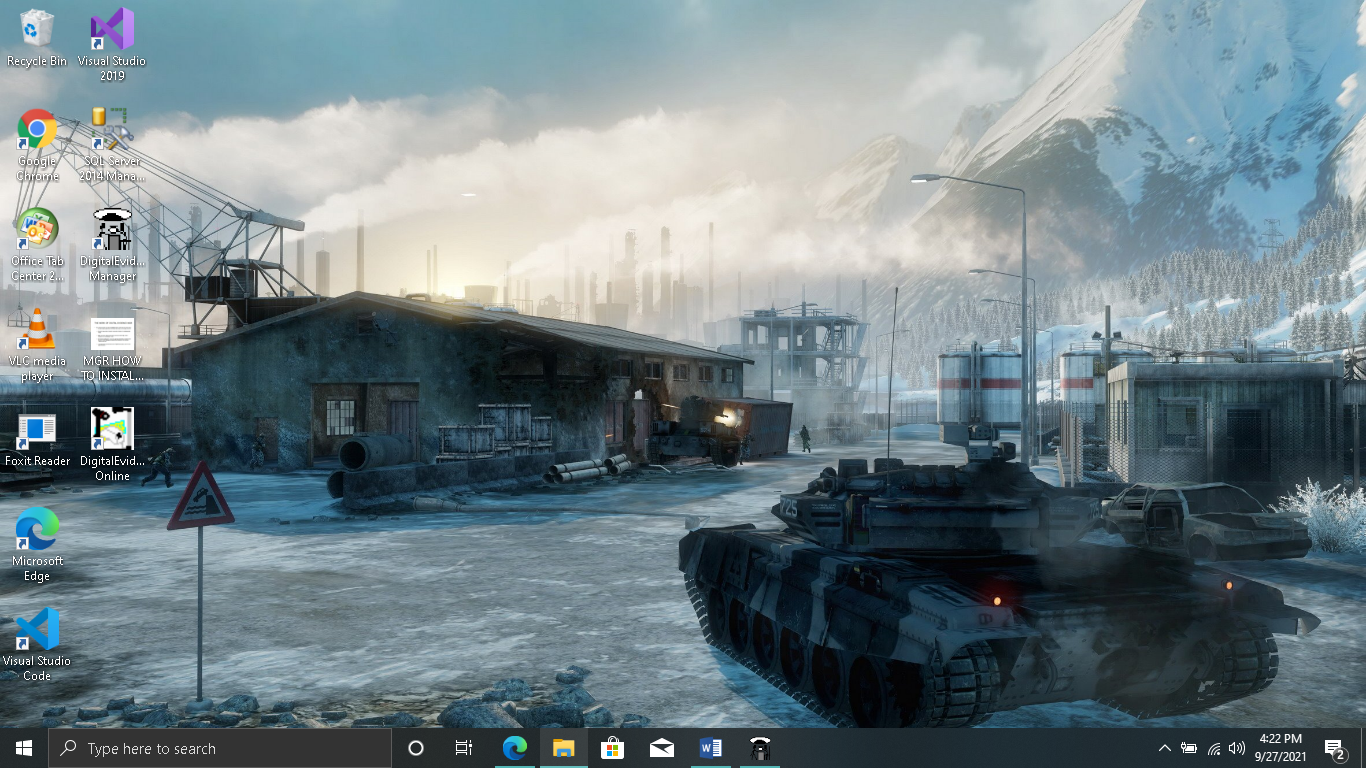 Recycle Bin
Visual Studio
2019
Google
Chrome
SQL Server
2014 Mana...
Office Tab
Center 2...
DigitalEvid...
Manager
VLC media
player
MGR HOW
TO INSTAL...
Foxit Reader
DigitalEvid...
Online
Microsoft
Edge
Visual Studio
Code
725
Type here to search
4:22 PM
9/27/2021
2